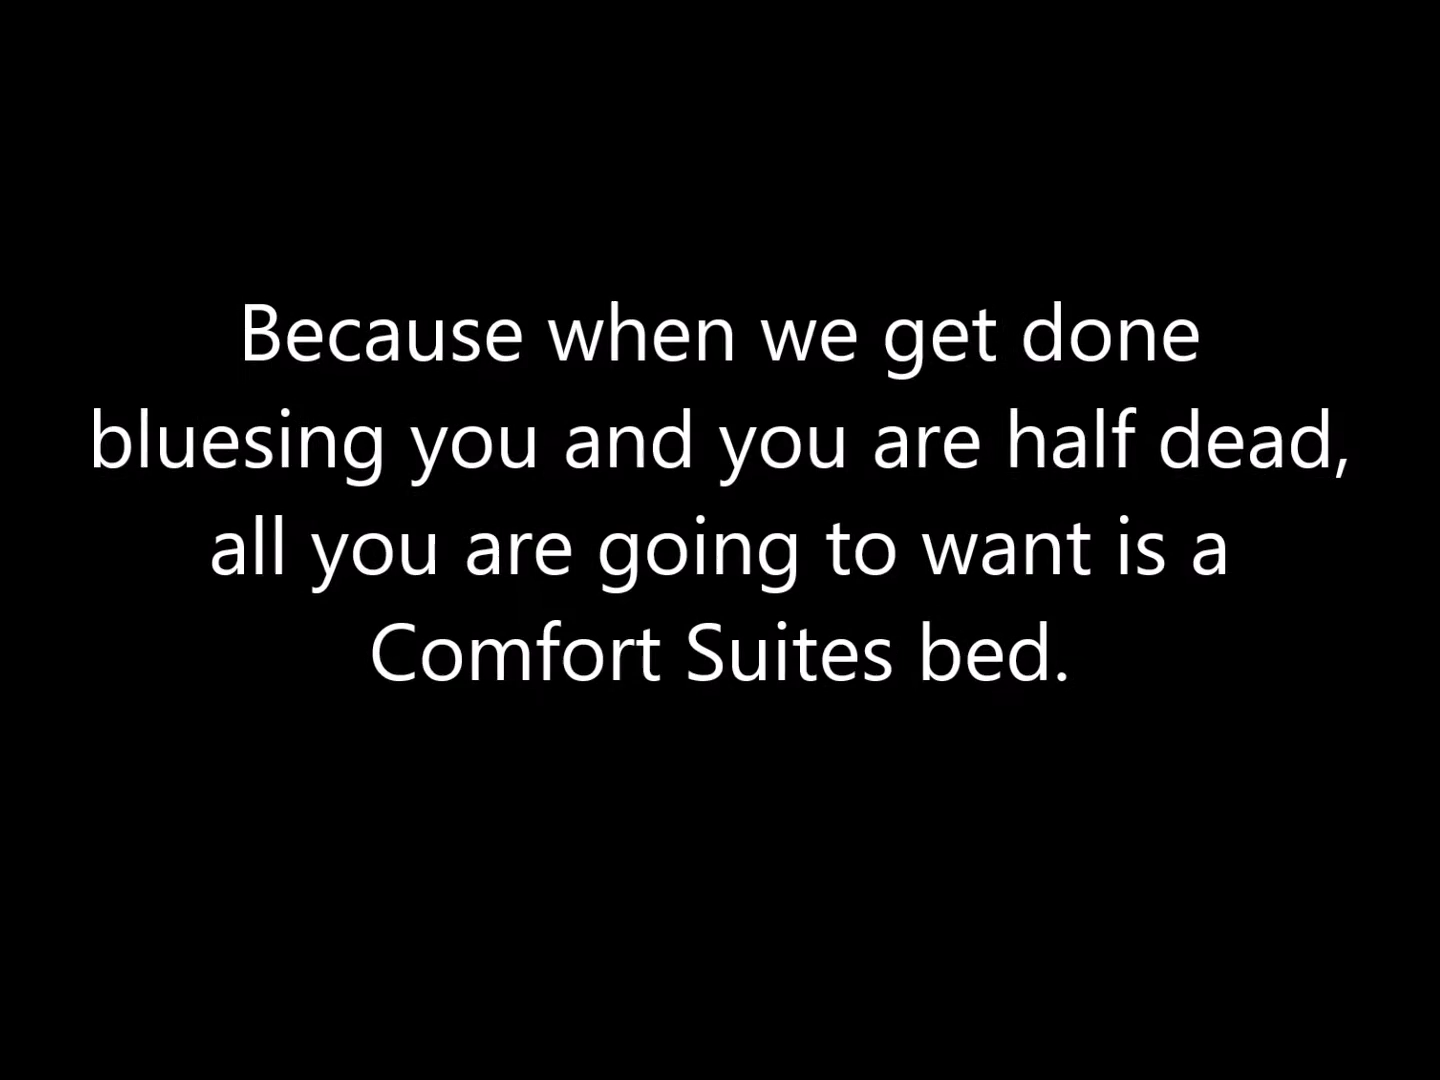 Because when we get done
bluesing you and you are half dead,
all you are going to want is a
Comfort Suites bed.